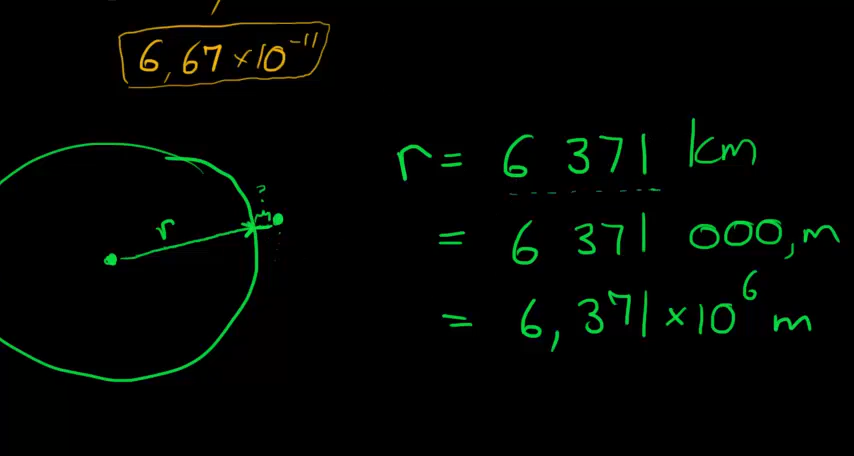 6,67 × 10⁻¹¹
r = 6 371 km
= 6 371 000, m
= 6, 371 × 10⁶ m
?
r